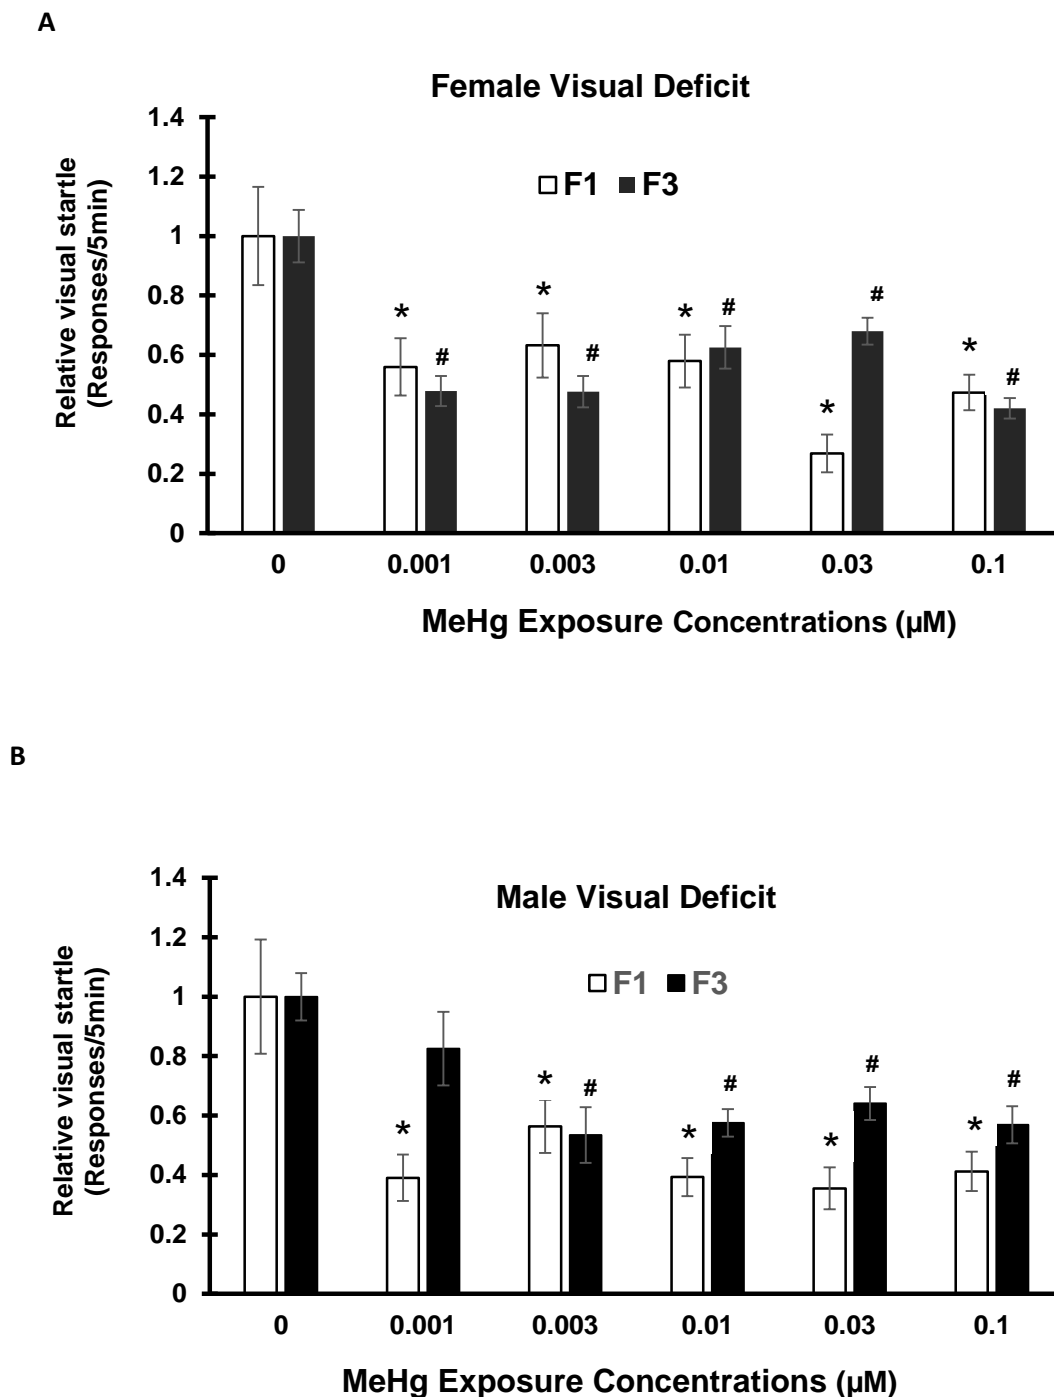 A
Female Visual Deficit
1.4
1.2
1
0.8
0.6
0.4
0.2
0
Relative visual startle
(Responses/5min)
F1 F3
* # * # * # * # * #
0 0.001 0.003 0.01 0.03 0.1
MeHg Exposure Concentrations (µM)
B
Male Visual Deficit
1.4
1.2
1
0.8
0.6
0.4
0.2
0
Relative visual startle
(Responses/5min)
F1 F3
* * # * # * # * #
0 0.001 0.003 0.01 0.03 0.1
MeHg Exposure Concentrations (µM)